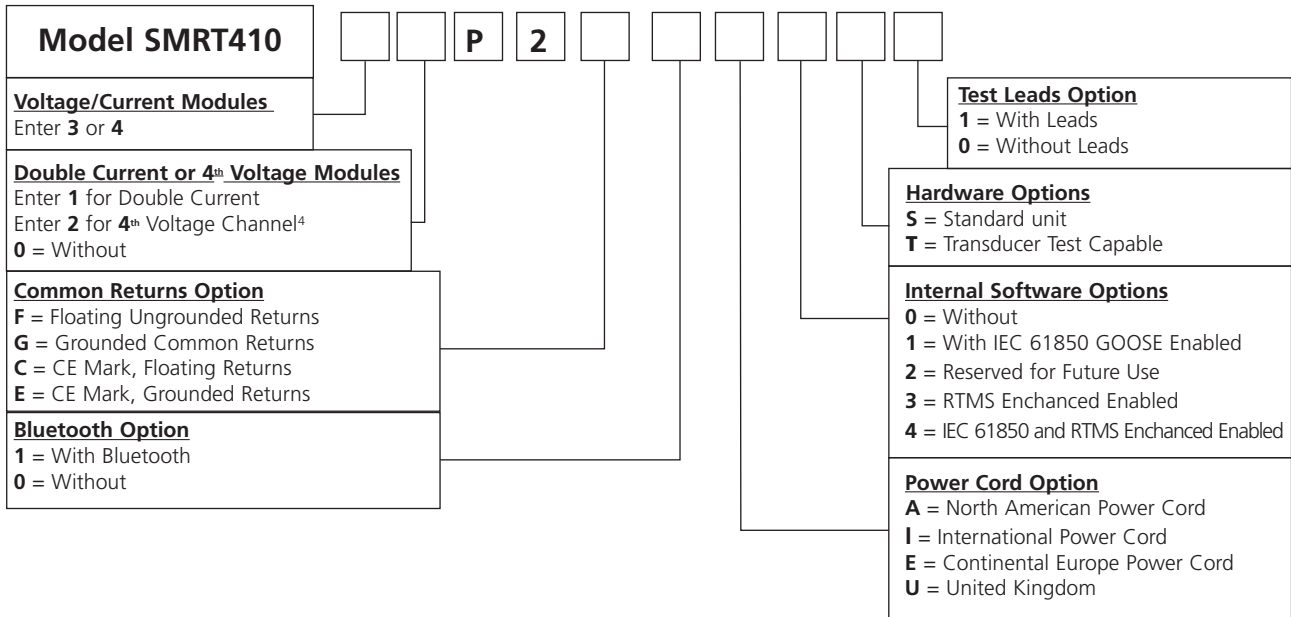 Model SMRT410
P 2
Voltage/Current Modules
Enter 3 or 4
Double Current or 4th Voltage Modules
Enter 1 for Double Current
Enter 2 for 4th Voltage Channel4
0 = Without
Common Returns Option
F = Floating Ungrounded Returns
G = Grounded Common Returns
C = CE Mark, Floating Returns
E = CE Mark, Grounded Returns
Bluetooth Option
1 = With Bluetooth
0 = Without
Test Leads Option
1 = With Leads
0 = Without Leads
Hardware Options
S = Standard unit
T = Transducer Test Capable
Internal Software Options
0 = Without
1 = With IEC 61850 GOOSE Enabled
2 = Reserved for Future Use
3 = RTMS Enchanced Enabled
4 = IEC 61850 and RTMS Enchanced Enabled
Power Cord Option
A = North American Power Cord
I = International Power Cord
E = Continental Europe Power Cord
U = United Kingdom